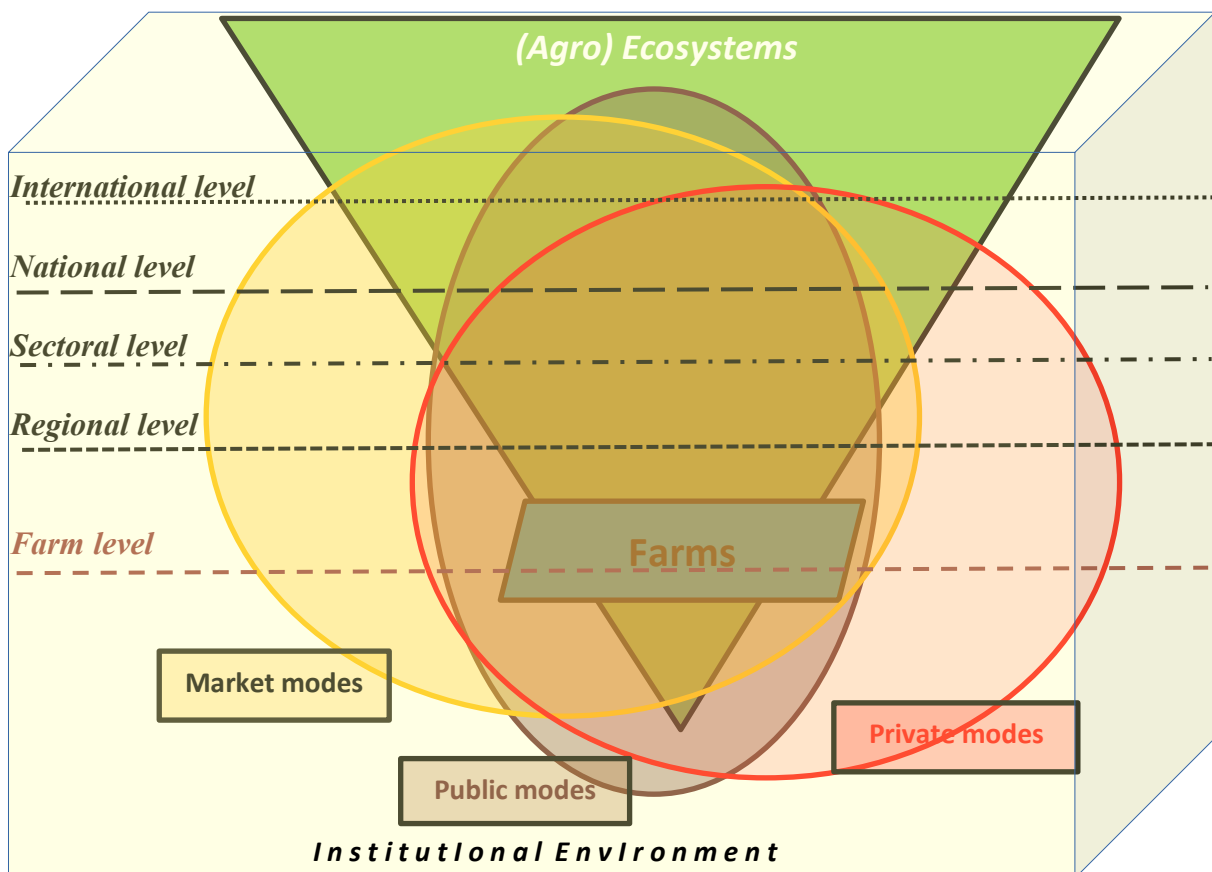 (Agro) Ecosystems
International level
National level
Sectoral level
Regional level
Farm level
Farms
Market modes
Private modes
Public modes
InstitutIonal EnvIronment